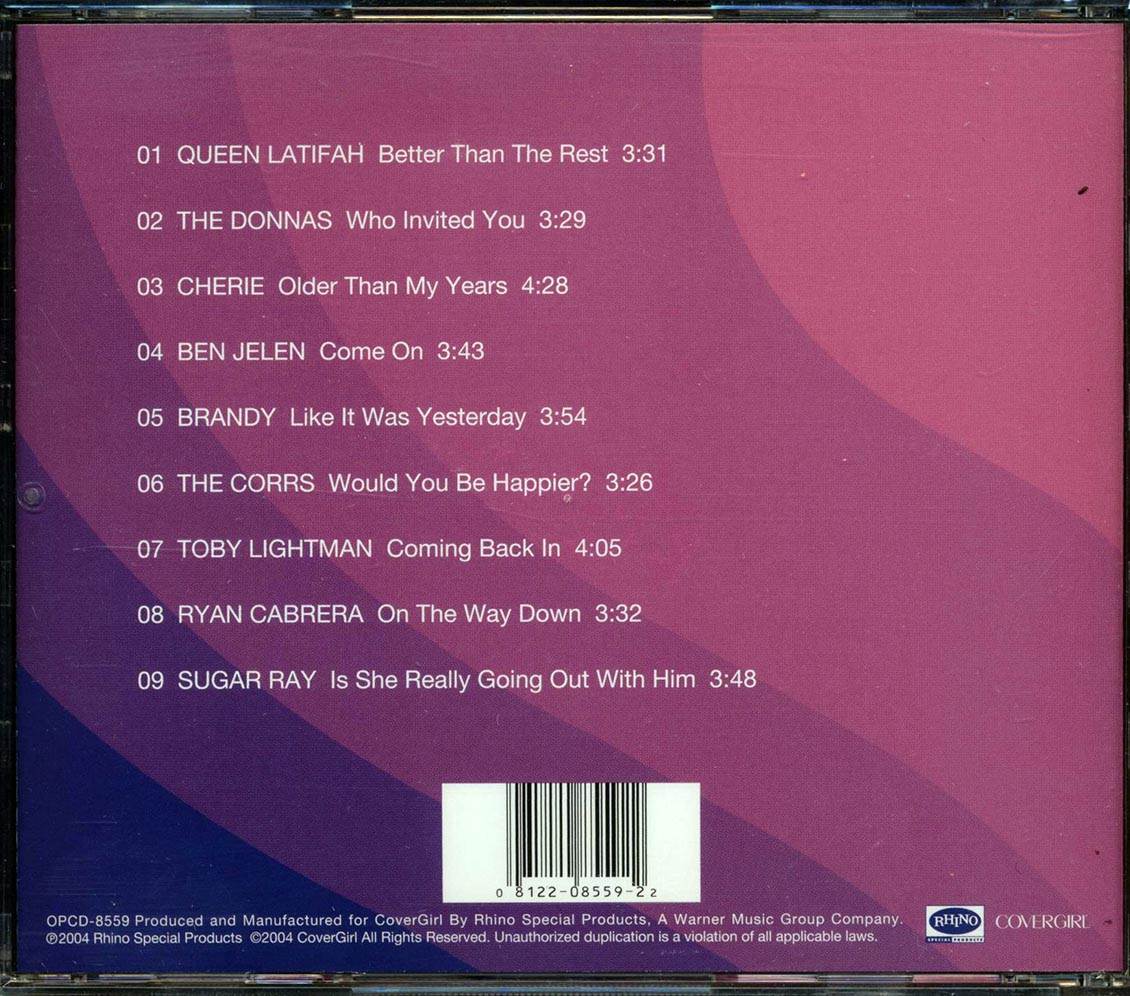 01 QUEEN LATIFAH Better Than The Rest 3:31
02 THE DONNAS Who Invited You 3:29
03 CHERIE Older Than My Years 4:28
04 BEN JELEN Come On 3:43
05 BRANDY Like It Was Yesterday 3:54
06 THE CORRS Would You Be Happier? 3:26
07 TOBY LIGHTMAN Coming Back In 4:05
08 RYAN CABRERA On The Way Down 3:32
09 SUGAR RAY Is She Really Going Out With Him 3:48
0 8122-08559-2 2
OPCD-8559 Produced and Manufactured for CoverGirl By Rhino Special Products, A Warner Music Group Company.
℗2004 Rhino Special Products ©2004 CoverGirl All Rights Reserved. Unauthorized duplication is a violation of all applicable laws.
RHINO
SPECIAL PRODUCTS
COVERGIRL